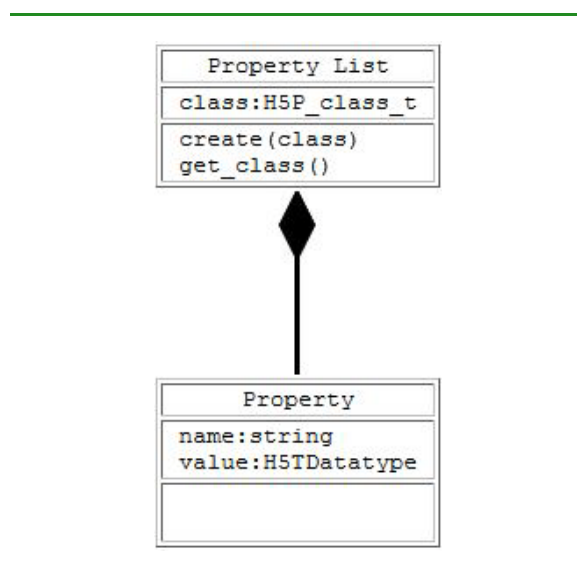 Property List
class:H5P_class_t
create(class)
get_class()
Property
name:string
value:H5TDatatype